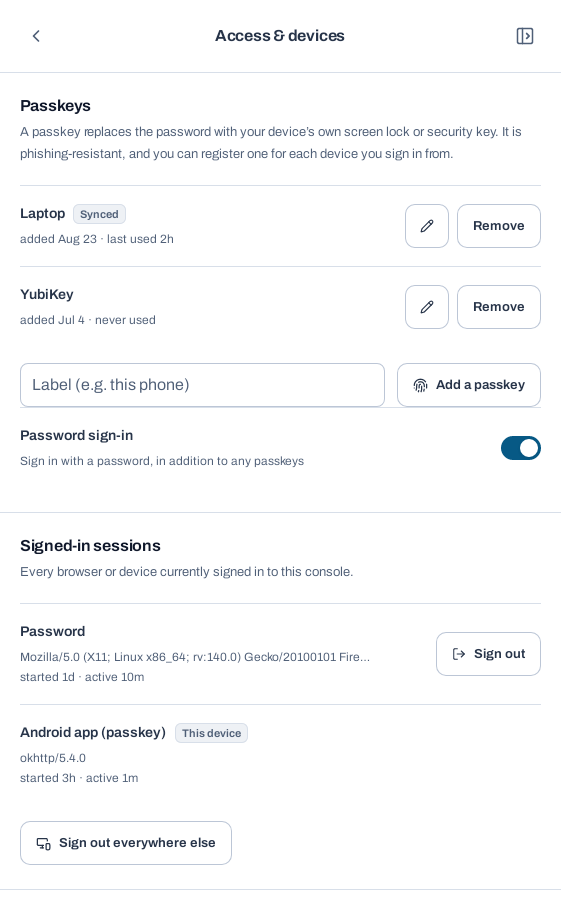 Access & devices
Passkeys
A passkey replaces the password with your device's own screen lock or security key. It is
phishing-resistant, and you can register one for each device you sign in from.
Laptop Synced
added Aug 23 · last used 2h
Remove
YubiKey
added Jul 4 · never used
Remove
Label (e.g. this phone)
Add a passkey
Password sign-in
Sign in with a password, in addition to any passkeys
Signed-in sessions
Every browser or device currently signed in to this console.
Password
Mozilla/5.0 (X11; Linux x86_64; rv:140.0) Gecko/20100101 Fire...
started 1d · active 10m
Sign out
Android app (passkey) This device
okhttp/5.4.0
started 3h · active 1m
Sign out everywhere else